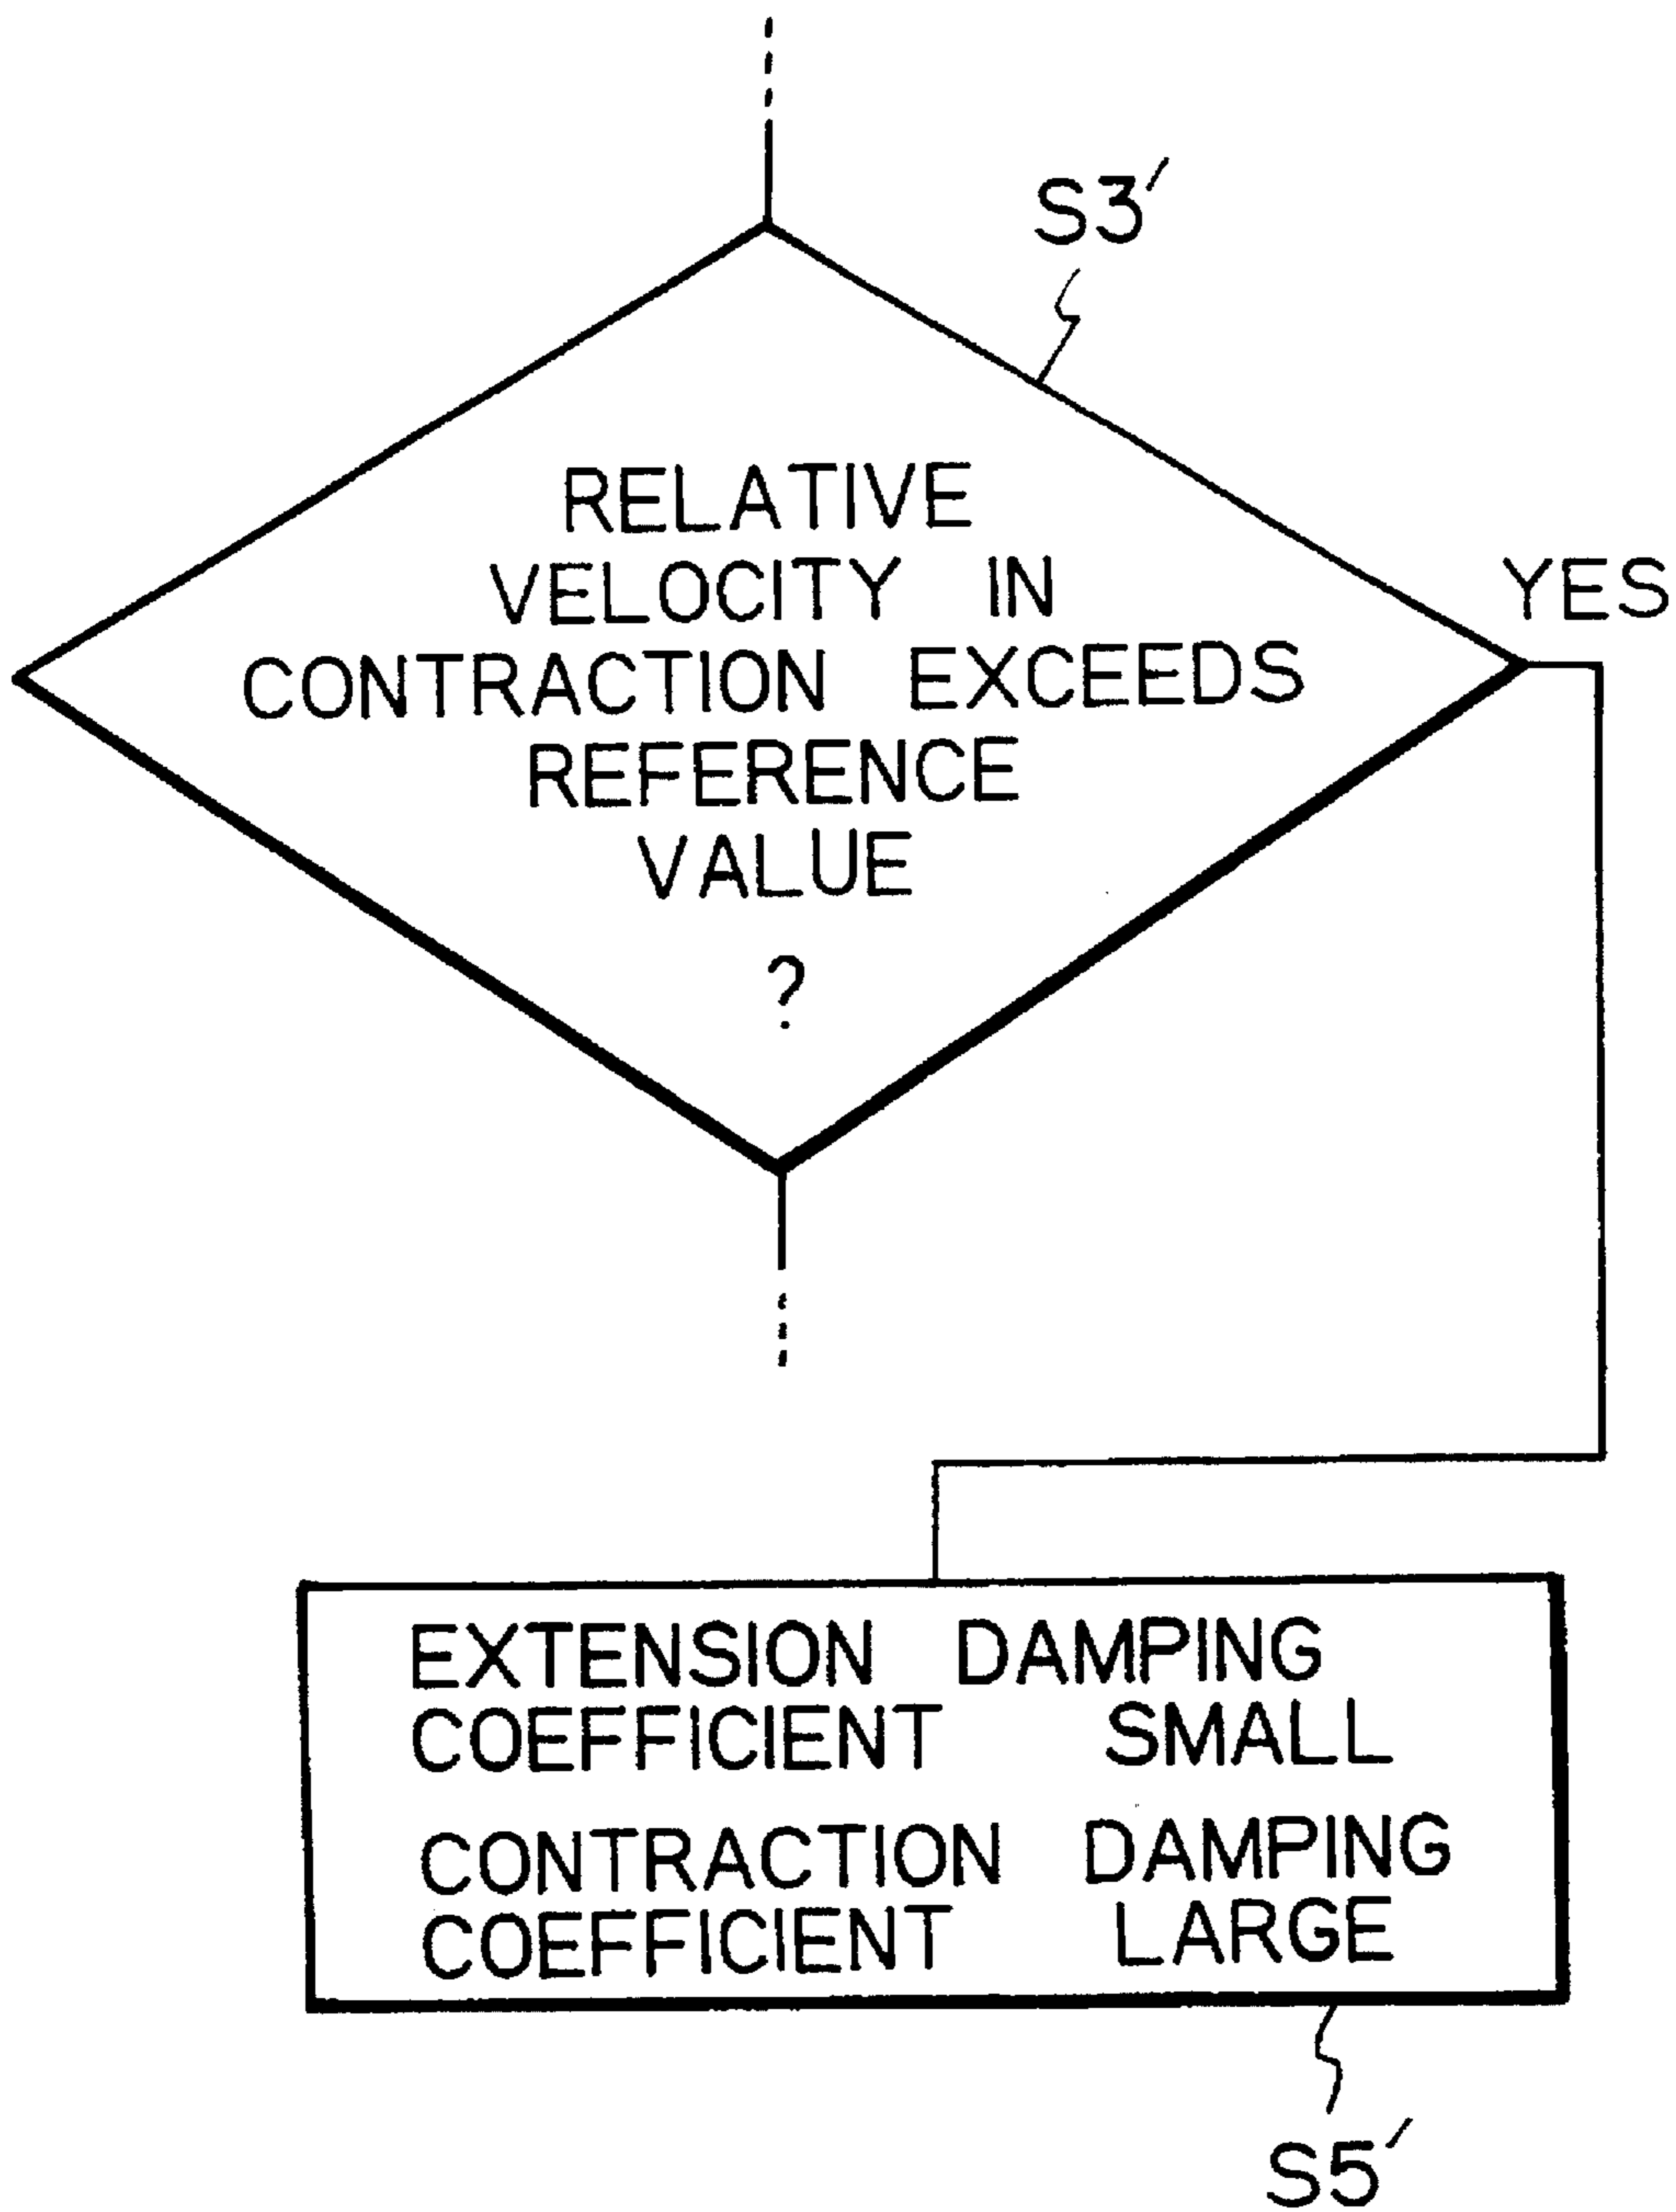 S3′
RELATIVE
VELOCITY IN
CONTRACTION EXCEEDS
REFERENCE
VALUE
?
YES
EXTENSION DAMPING
COEFFICIENT SMALL
CONTRACTION DAMPING
COEFFICIENT LARGE
S5′